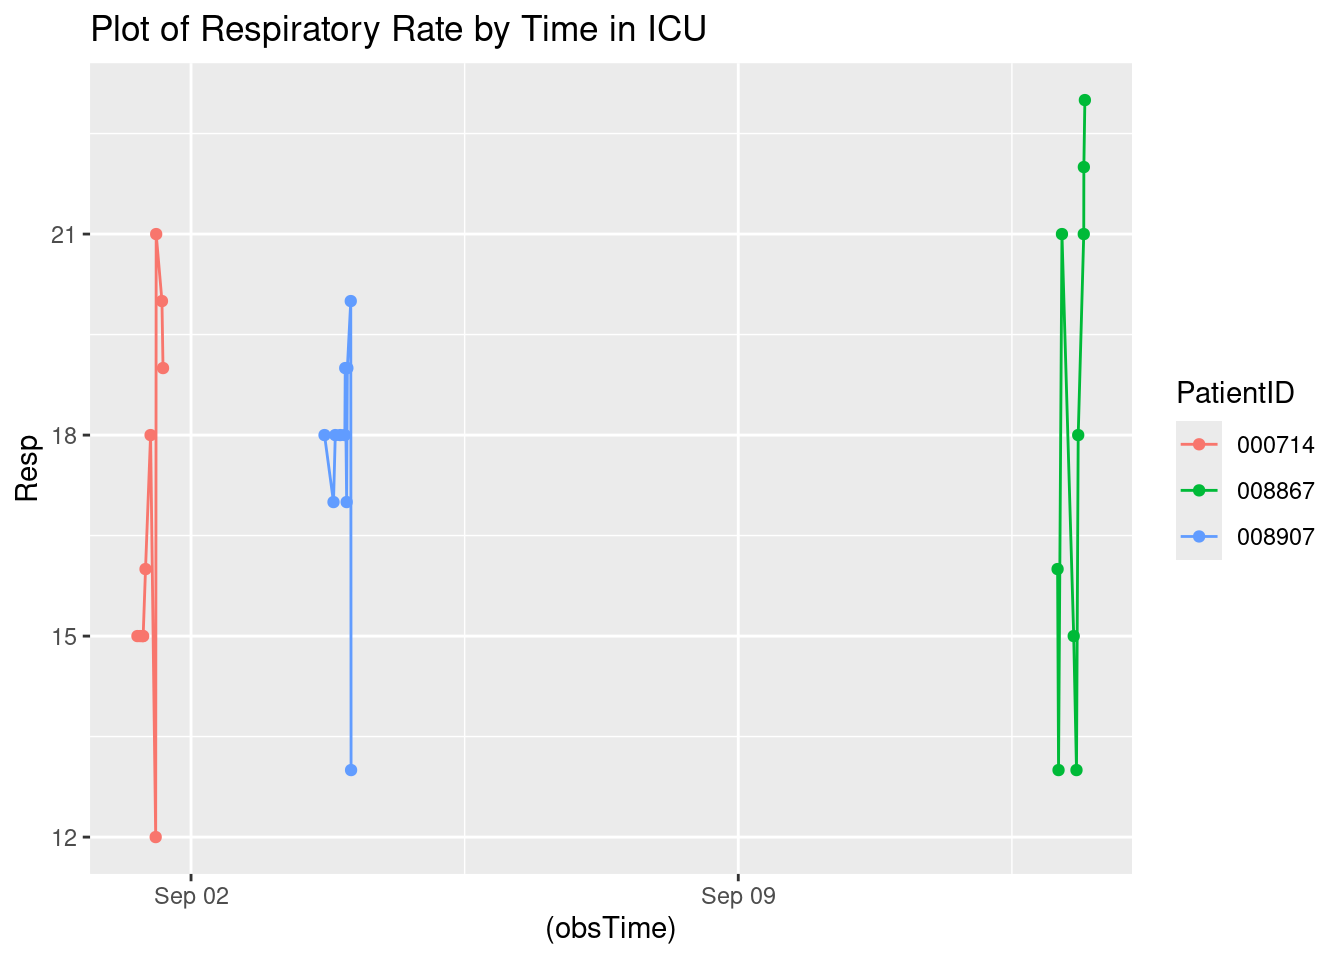 Plot of Respiratory Rate by Time in ICU
21
18
15
12
Resp
Sep 02
Sep 09
(obsTime)
PatientID
000714
008867
008907